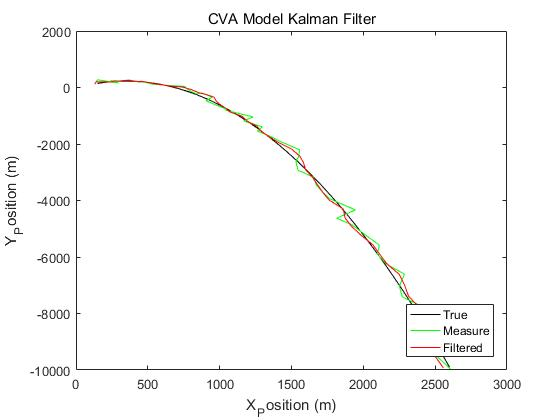 CVA Model Kalman Filter
2000
0
-2000
-4000
-6000
-8000
-10000
Y_Position (m)
True
Measure
Filtered
0 500 1000 1500 2000 2500 3000
X_Position (m)